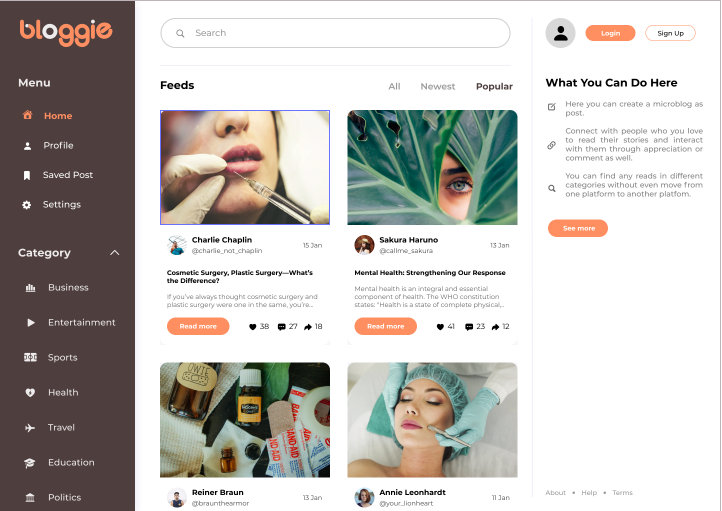 bloggie
Menu
Home
Profile
Saved Post
Settings
Category
Business
Entertainment
Sports
Health
Travel
Education
Politics
Search
Feeds
All Newest Popular
Charlie Chaplin
@charlie_not_chaplin
15 Jan
Cosmetic Surgery, Plastic Surgery—What's
the Difference?
If you've always thought cosmetic surgery and
plastic surgery were one in the same, you're...
Read more
38 27 18
Sakura Haruno
@callme_sakura
13 Jan
Mental Health: Strengthening Our Response
Mental health is an integral and essential
component of health. The WHO constitution
states: "Health is a state of complete physical,..
Read more
41 23 12
OWIE
BAND-AID
BAND-AID
Reiner Braun
@braunthearmor
13 Jan
Annie Leonhardt
@your_lionheart
11 Jan
Login Sign Up
What You Can Do Here
Here you can create a microblog as
post.
Connect with people who you love
to read their stories and interact
with them through appreciation or
comment as well.
You can find any reads in different
categories without even move from
one platform to another platfom.
See more
About • Help • Terms